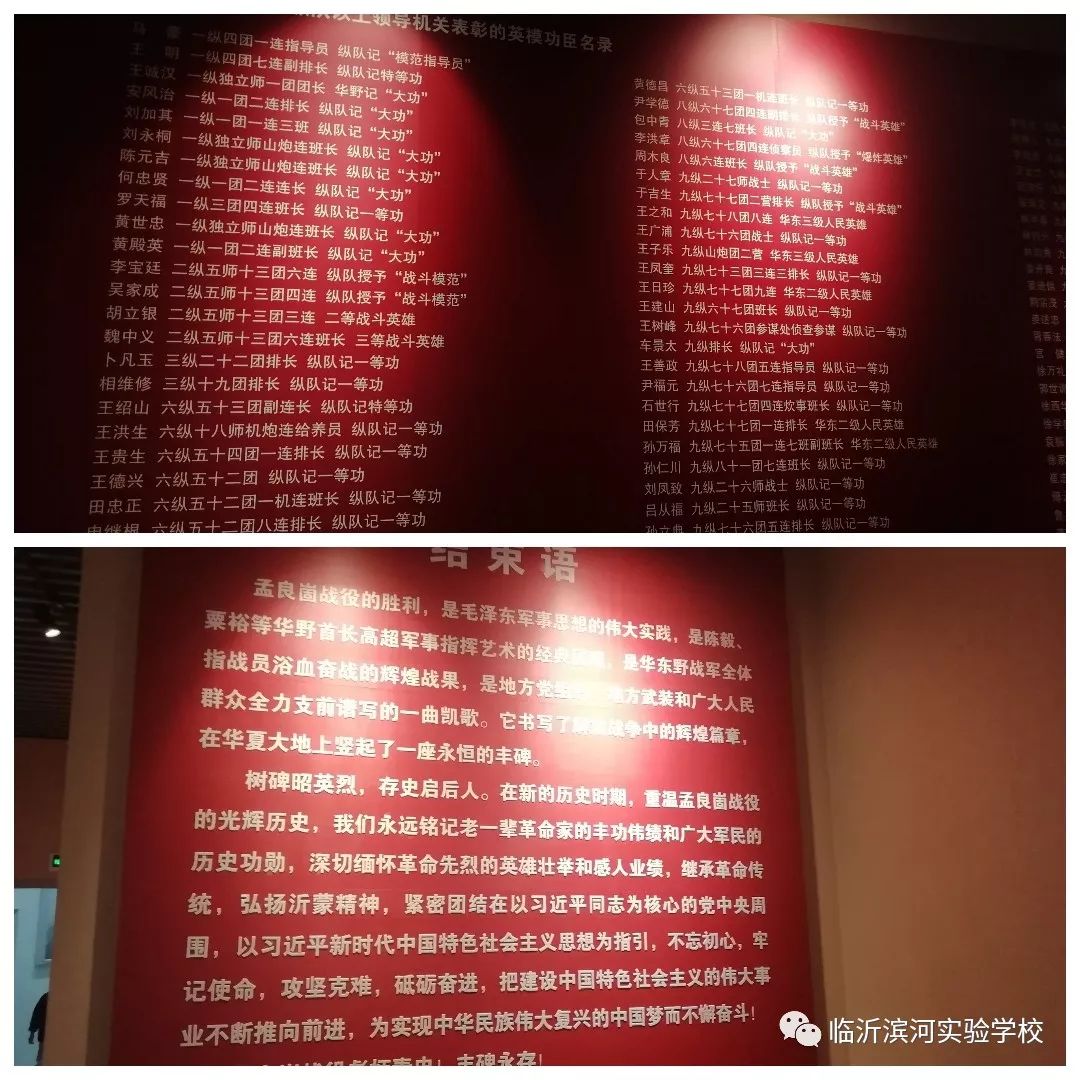 以上领导机关表彰的英模功臣名录
马 一纵四团一连指导员 纵队记“模范指导员”
王 明 一纵四团七连副排长 纵队记特等功
王诚汉 一纵独立师一团团长 华野记“大功”
安风治 一纵一团二连排长 纵队记“大功”
刘加其 一纵一团一连三班 纵队记“大功”
刘永桐 一纵独立师山炮连班长 纵队记“大功”
陈元吉 一纵独立师山炮连班长 纵队记“大功”
何忠贤 一纵一团二连连长 纵队记“大功”
罗天福 一纵三团四连班长 纵队记一等功
黄世忠 一纵独立师山炮连班长 纵队记“大功”
黄殿英 一纵一团二连副班长 纵队记“大功”
李宝廷 二纵五师十三团六连 纵队授予“战斗模范”
吴家成 二纵五师十三团四连 纵队授予“战斗模范”
胡立银 二纵五师十三团三连 二等战斗英雄
魏中义 二纵五师十三团六连班长 三等战斗英雄
卜凡玉 三纵二十二团排长 纵队记一等功
相维修 三纵十九团排长 纵队记一等功
王绍山 六纵五十三团副连长 纵队记特等功
王洪生 六纵十八师机炮连给养员 纵队记一等功
王贵生 六纵五十四团一连排长 纵队记一等功
王德兴 六纵五十二团 纵队记一等功
田忠正 六纵五十二团一机连班长 纵队记一等功
申继根 六纵五十二团八连排长 纵队记一等功
黄德昌 六纵五十三团一机连班长 纵队记一等功
尹学德 八纵六十七团四连副排长 纵队授予“战斗英雄”
包中青 八纵三连七班长 纵队记“大功”
李洪章 八纵六十七团四连侦察员 纵队授予“爆炸英雄”
周木良 八纵六连班长 纵队授予“战斗英雄”
于人章 九纵二十七师战士 纵队记一等功
于吉生 九纵七十七团二营排长 纵队授予“战斗英雄”
王之和 九纵七十八团八连 华东三级人民英雄
王广浦 九纵七十六团战士 纵队记一等功
王子乐 九纵山炮团二营 华东三级人民英雄
王凤奎 九纵七十三团三连三排长 纵队记一等功
王日珍 九纵七十七团九连 华东二级人民英雄
王建山 九纵六十七团班长 纵队记一等功
王树峰 九纵七十六团参谋处侦查参谋 纵队记一等功
车景太 九纵排长 纵队记“大功”
王善政 九纵七十八团五连指导员 纵队记一等功
尹福元 九纵七十六团七连指导员 纵队记一等功
石世行 九纵七十七团四连炊事班长 纵队记一等功
田保芳 九纵七十七团一连排长 华东二级人民英雄
孙万福 九纵七十五团一连七班副班长 华东二级人民英雄
孙仁川 九纵八十一团七连班长 纵队记一等功
刘凤致 九纵二十六师战士 纵队记一等功
吕从福 九纵二十五师班长 纵队记一等功
孙立典 九纵七十六团五连排长 纵队记一等功
结束语
孟良崮战役的胜利，是毛泽东军事思想的伟大实践，是陈毅、
粟裕等华野首长高超军事指挥艺术的经典，是华东野战军全体
指战员浴血奋战的辉煌战果，是地方党组、地方武装和广大人民
群众全力支前谱写的一曲凯歌。它书写了战争中的辉煌篇章，
在华夏大地上竖起了一座永恒的丰碑。
树碑昭英烈，存史启后人。在新的历史时期，重温孟良崮战役
的光辉历史，我们永远铭记老一辈革命家的丰功伟绩和广大军民的
历史功勋，深切缅怀革命先烈的英雄壮举和感人业绩，继承革命传
统，弘扬沂蒙精神，紧密团结在以习近平同志为核心的党中央周
围，以习近平新时代中国特色社会主义思想为指引，不忘初心，牢
记使命，攻坚克难，砥砺奋进，把建设中国特色社会主义的伟大事
业不断推向前进，为实现中华民族伟大复兴的中国梦而不懈奋斗！
战役彪炳青史！丰碑永存！
临沂滨河实验学校